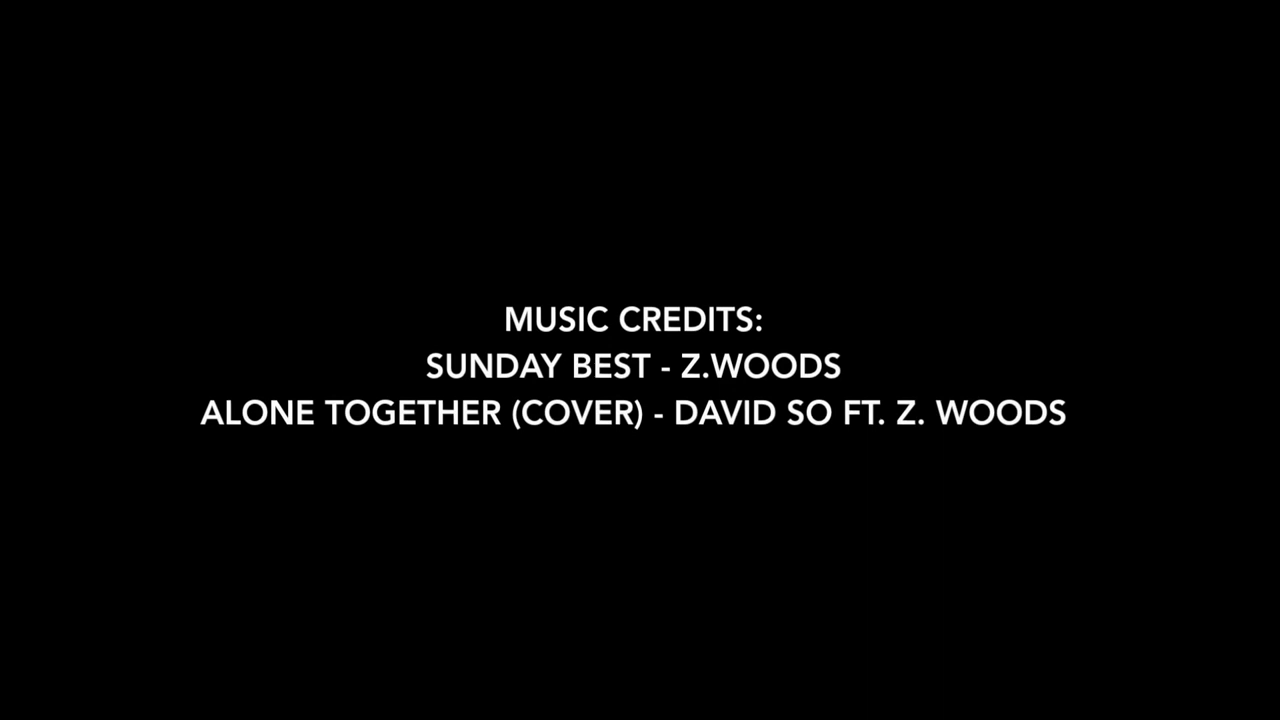 MUSIC CREDITS:
SUNDAY BEST - Z.WOODS
ALONE TOGETHER (COVER) - DAVID SO FT. Z. WOODS